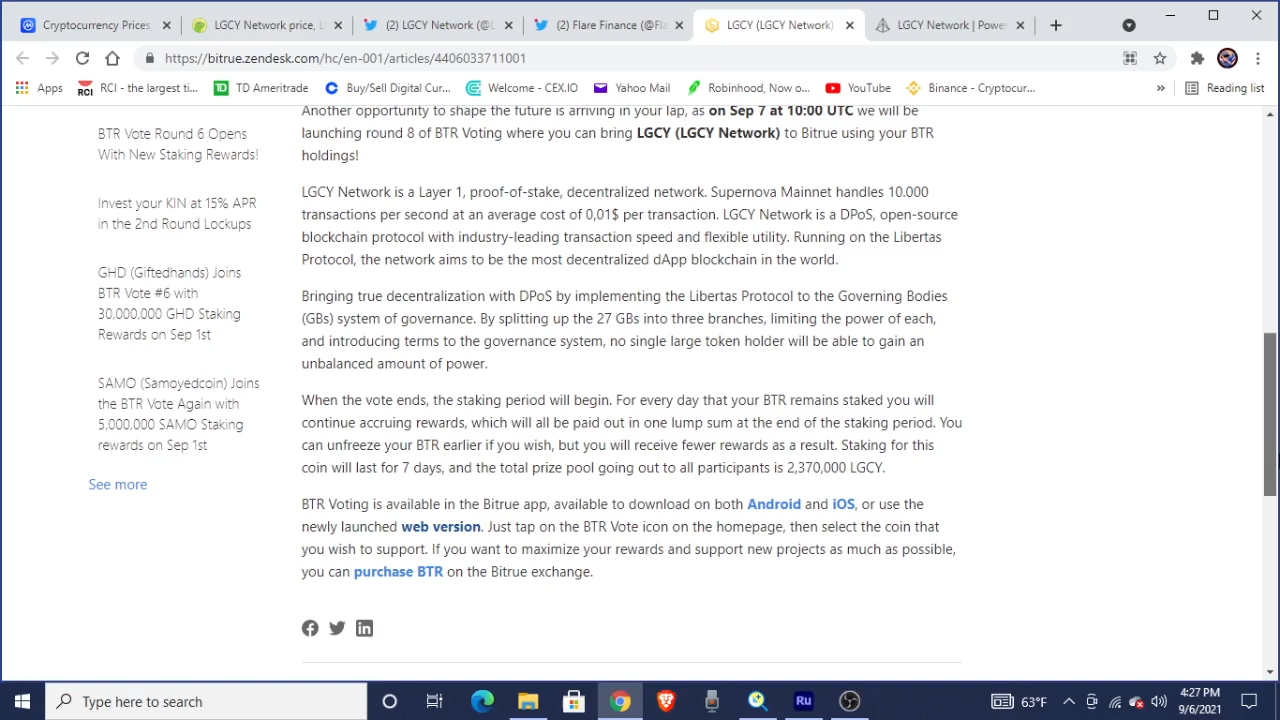 Cryptocurrency Prices
LGCY Network price, L
(2) LGCY Network (@L
(2) Flare Finance (@Fla
LGCY (LGCY Network)
LGCY Network | Power
https://bitrue.zendesk.com/hc/en-001/articles/4406033711001
Apps
RCI - the largest ti...
TD Ameritrade
Buy/Sell Digital Cur...
Welcome - CEX.IO
Yahoo Mail
Robinhood, Now o...
YouTube
Binance - Cryptocur...
»
Reading list
BTR Vote Round 6 Opens
With New Staking Rewards!
Invest your KIN at 15% APR
in the 2nd Round Lockups
GHD (Giftedhands) Joins
BTR Vote #6 with
30,000,000 GHD Staking
Rewards on Sep 1st
SAMO (Samoyedcoin) Joins
the BTR Vote Again with
5,000,000 SAMO Staking
rewards on Sep 1st
See more
Another opportunity to shape the future is arriving in your lap, as on Sep 7 at 10:00 UTC we will be
launching round 8 of BTR Voting where you can bring LGCY (LGCY Network) to Bitrue using your BTR
holdings!
LGCY Network is a Layer 1, proof-of-stake, decentralized network. Supernova Mainnet handles 10.000
transactions per second at an average cost of 0,01$ per transaction. LGCY Network is a DPoS, open-source
blockchain protocol with industry-leading transaction speed and flexible utility. Running on the Libertas
Protocol, the network aims to be the most decentralized dApp blockchain in the world.
Bringing true decentralization with DPoS by implementing the Libertas Protocol to the Governing Bodies
(GBs) system of governance. By splitting up the 27 GBs into three branches, limiting the power of each,
and introducing terms to the governance system, no single large token holder will be able to gain an
unbalanced amount of power.
When the vote ends, the staking period will begin. For every day that your BTR remains staked you will
continue accruing rewards, which will all be paid out in one lump sum at the end of the staking period. You
can unfreeze your BTR earlier if you wish, but you will receive fewer rewards as a result. Staking for this
coin will last for 7 days, and the total prize pool going out to all participants is 2,370,000 LGCY.
BTR Voting is available in the Bitrue app, available to download on both Android and iOS, or use the
newly launched web version. Just tap on the BTR Vote icon on the homepage, then select the coin that
you wish to support. If you want to maximize your rewards and support new projects as much as possible,
you can purchase BTR on the Bitrue exchange.
Type here to search
Ru
63°F
4:27 PM
9/6/2021